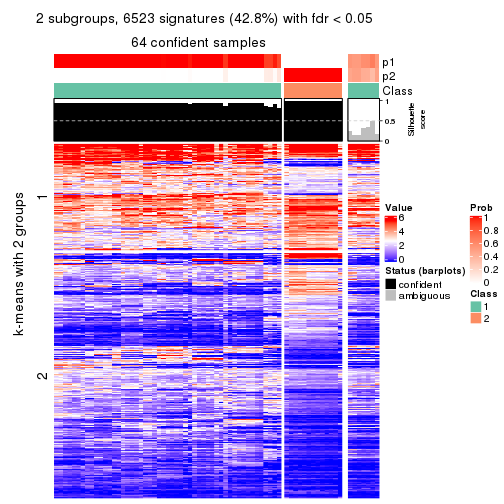 2 subgroups, 6523 signatures (42.8%) with fdr < 0.05
64 confident samples
p1
p2
Class
1
0.5
0
Silhouette
score
k-means with 2 groups
1
2
Value
6
4
2
0
Status (barplots)
confident
ambiguous
Prob
1
0.8
0.6
0.4
0.2
0
Class
1
2